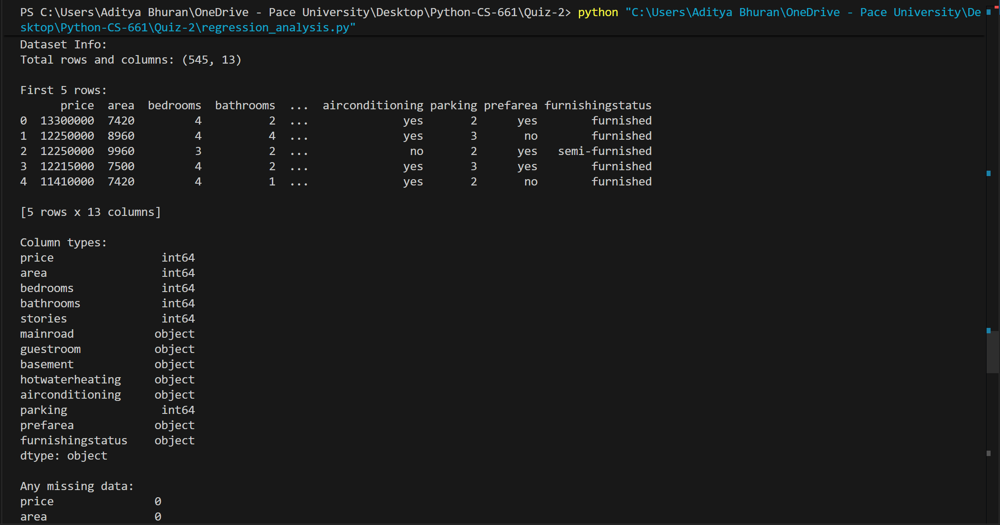 PS C:\Users\Aditya Bhuran\OneDrive - Pace University\Desktop\Python-CS-661\Quiz-2> python "C:\Users\Aditya Bhuran\OneDrive - Pace University\De
sktop\Python-CS-661\Quiz-2\regression_analysis.py"
Dataset Info:
Total rows and columns: (545, 13)

First 5 rows:
      price  area  bedrooms  bathrooms  ...  airconditioning parking prefarea furnishingstatus
0  13300000  7420         4          2  ...              yes       2      yes        furnished
1  12250000  8960         4          4  ...              yes       3       no        furnished
2  12250000  9960         3          2  ...               no       2      yes   semi-furnished
3  12215000  7500         4          2  ...              yes       3      yes        furnished
4  11410000  7420         4          1  ...              yes       2       no        furnished

[5 rows x 13 columns]

Column types:
price                int64
area                 int64
bedrooms             int64
bathrooms            int64
stories              int64
mainroad            object
guestroom           object
basement            object
hotwaterheating     object
airconditioning     object
parking              int64
prefarea            object
furnishingstatus    object
dtype: object

Any missing data:
price               0
area                0